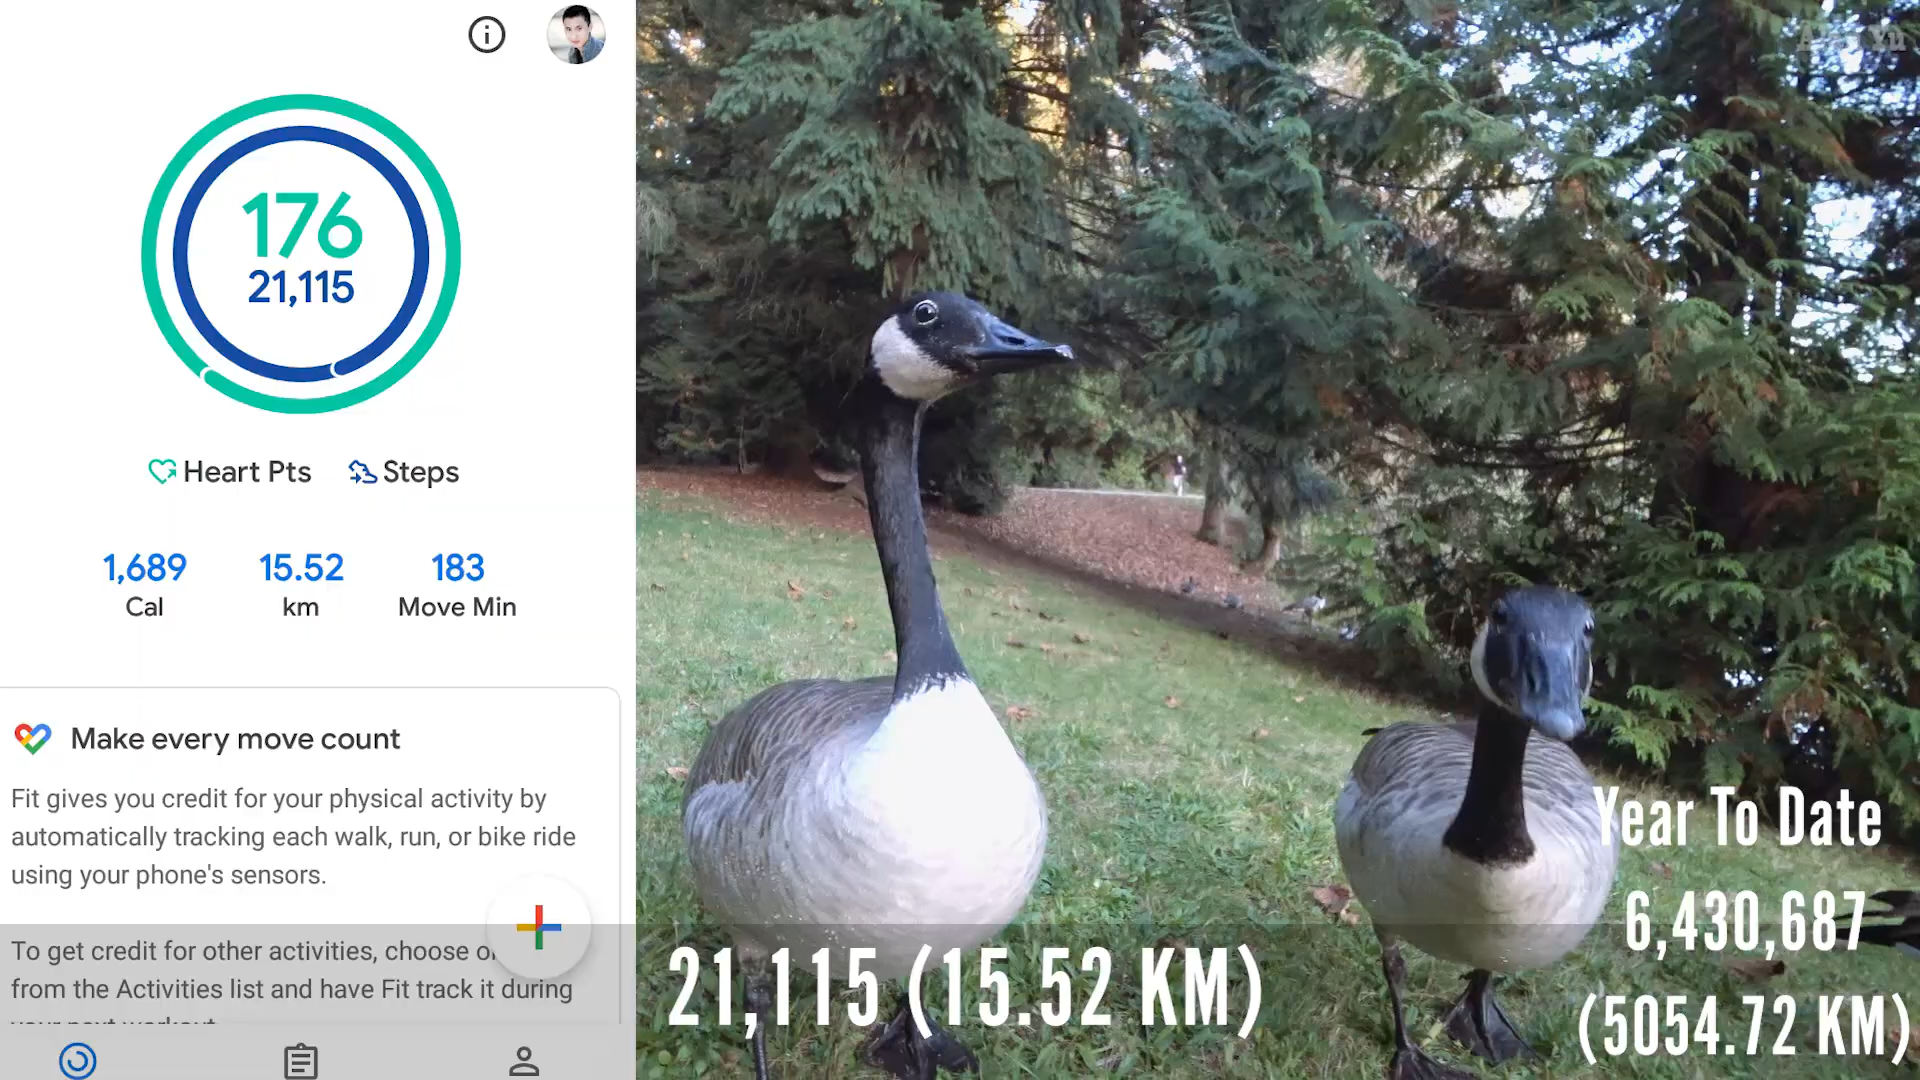 176
21,115
Heart Pts Steps
1,689 15.52 183
Cal km Move Min
Make every move count
Fit gives you credit for your physical activity by
automatically tracking each walk, run, or bike ride
using your phone's sensors.
To get credit for other activities, choose
from the Activities list and have Fit track it during
Year To Date
6,430,687
(5054.72 KM)
21,115 (15.52 KM)